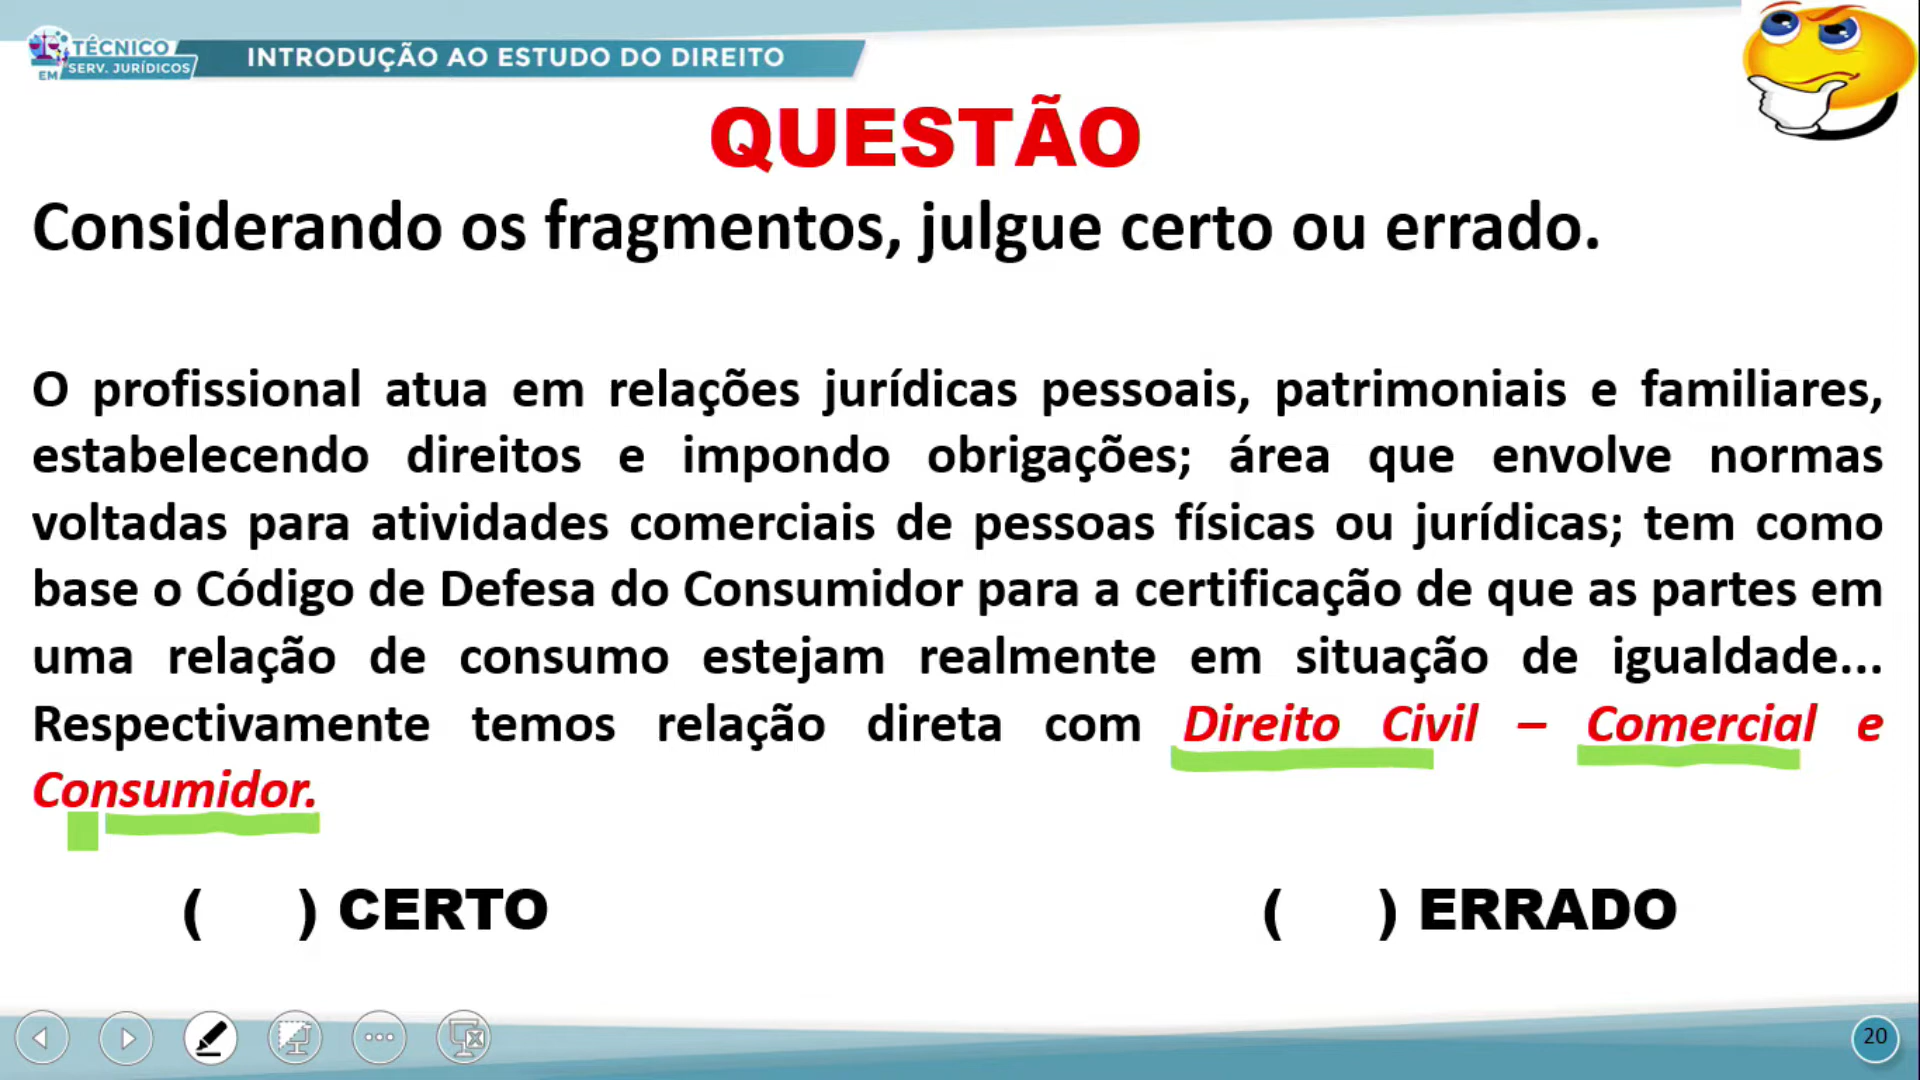 TÉCNICO
EM SERV. JURÍDICOS
INTRODUÇÃO AO ESTUDO DO DIREITO
QUESTÃO
Considerando os fragmentos, julgue certo ou errado.
O profissional atua em relações jurídicas pessoais, patrimoniais e familiares,
estabelecendo direitos e impondo obrigações; área que envolve normas
voltadas para atividades comerciais de pessoas físicas ou jurídicas; tem como
base o Código de Defesa do Consumidor para a certificação de que as partes em
uma relação de consumo estejam realmente em situação de igualdade...
Respectivamente temos relação direta com Direito Civil – Comercial e
Consumidor.
( ) CERTO ( ) ERRADO
20